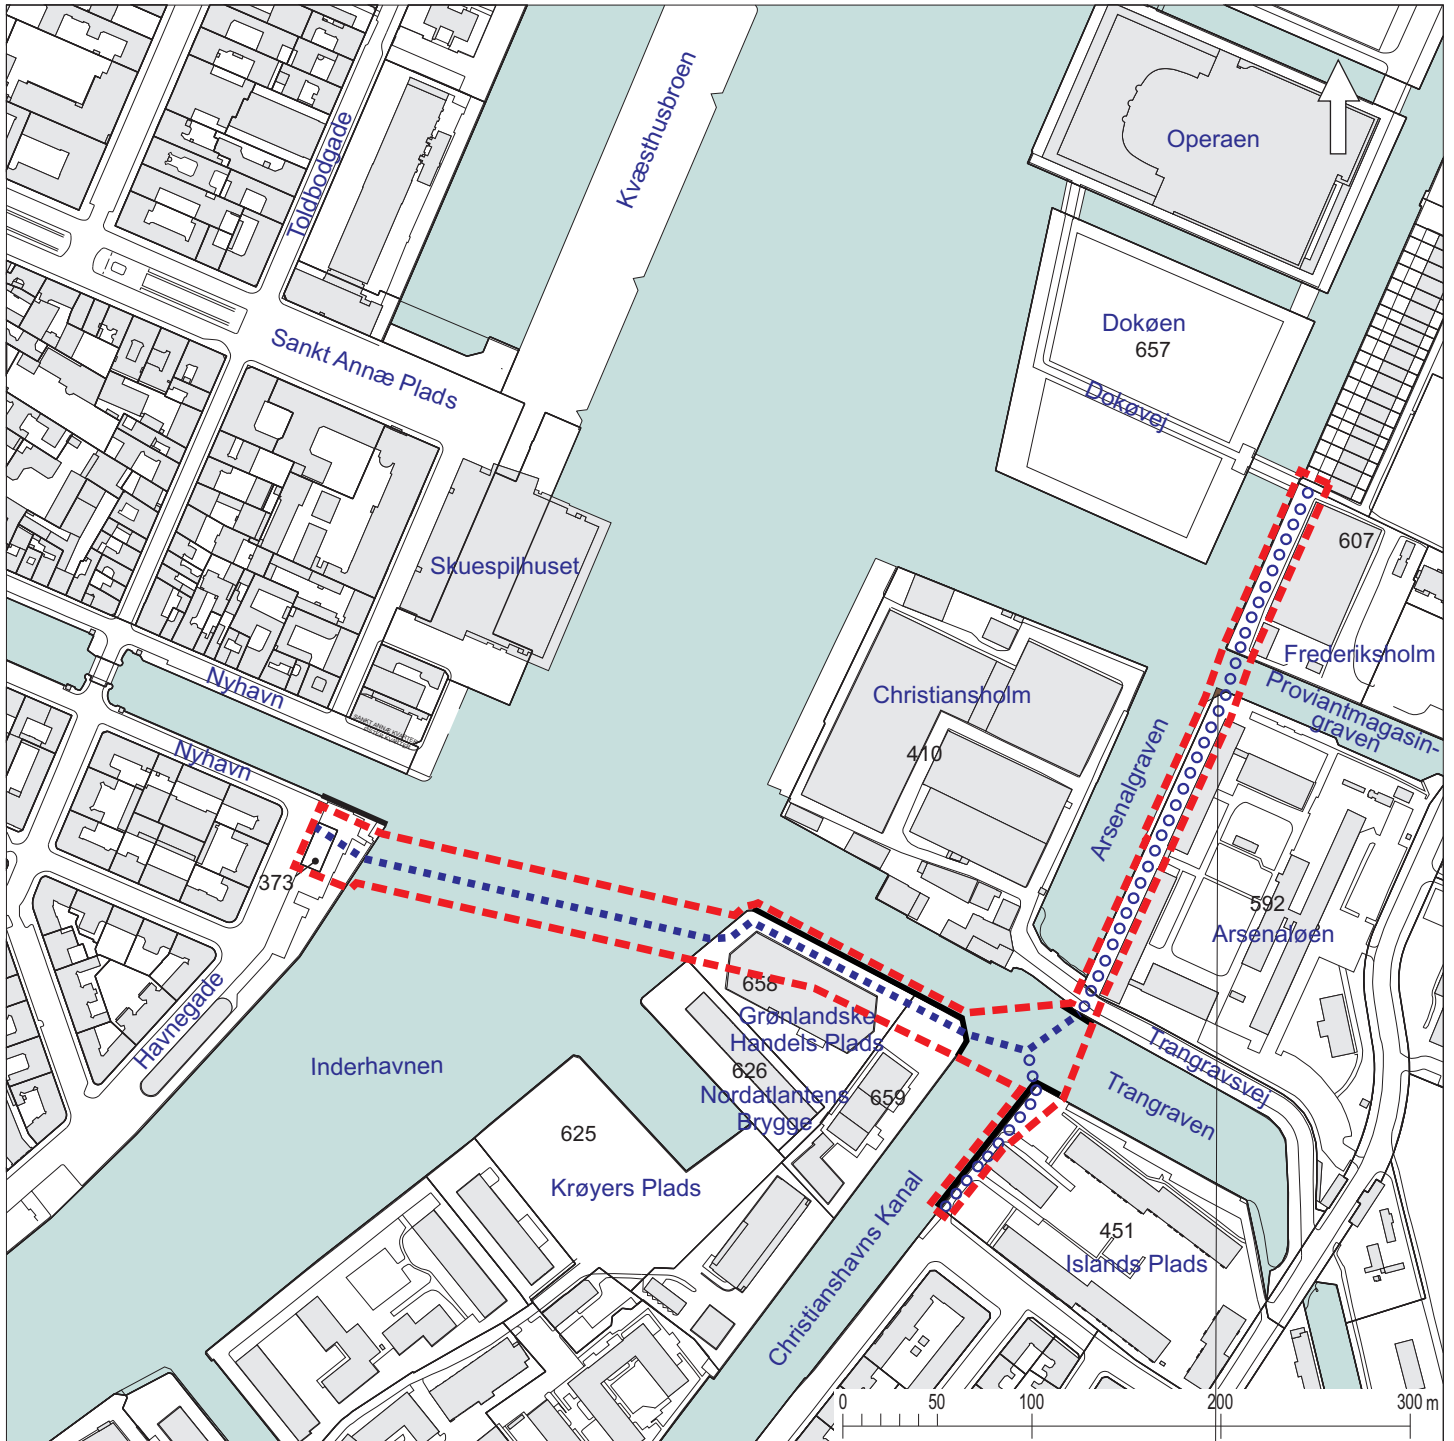 Operaen
Kvæsthusbroen
Toldbodgade
Sankt Annæ Plads
Dokøen
657
Dokøvej
607
Skuespilhuset
Frederiksholm
Nyhavn
Proviantmagasin-
graven
Christiansholm
410
Nyhavn
Arsenalgraven
373
592
Arsenaløen
Havnegade
658
Grønlandske
Handels Plads
Inderhavnen
626
Nordatlantens
Brygge
659
Trangravsvej
Trangraven
625
Krøyers Plads
Christianshavns Kanal
451
Islands Plads
0 50 100 200 300 m